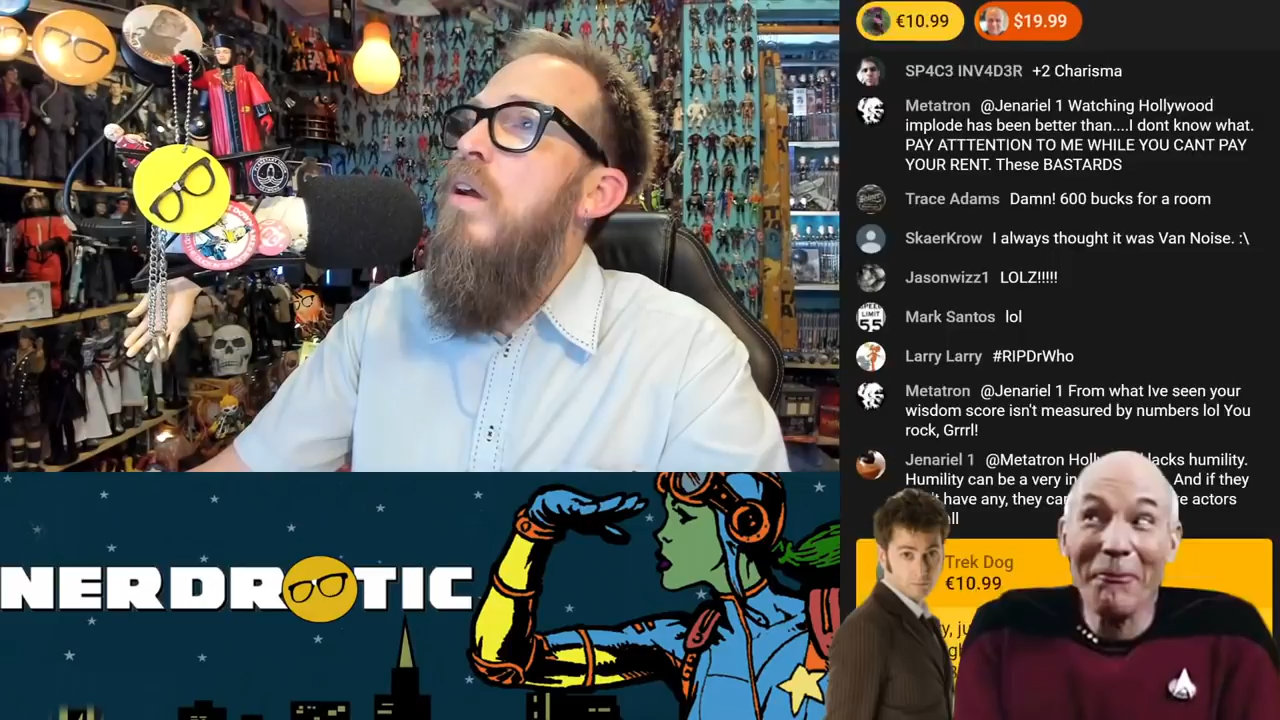 €10.99
$19.99
SP4C3 INV4D3R +2 Charisma
Metatron @Jenariel 1 Watching Hollywood
implode has been better than....I dont know what.
PAY ATTTENTION TO ME WHILE YOU CANT PAY
YOUR RENT. These BASTARDS
Trace Adams Damn! 600 bucks for a room
SkaerKrow I always thought it was Van Noise. :\
Jasonwizz1 LOLZ!!!!!
Mark Santos lol
SPEED
LIMIT
55
Larry Larry #RIPDrWho
Metatron @Jenariel 1 From what Ive seen your
wisdom score isn't measured by numbers lol You
rock, Grrrl!
Jenariel 1 @Metatron lacks humility.
Humility can be a very And if they
have any, they actors
Trek Dog
€10.99
NERDROTIC